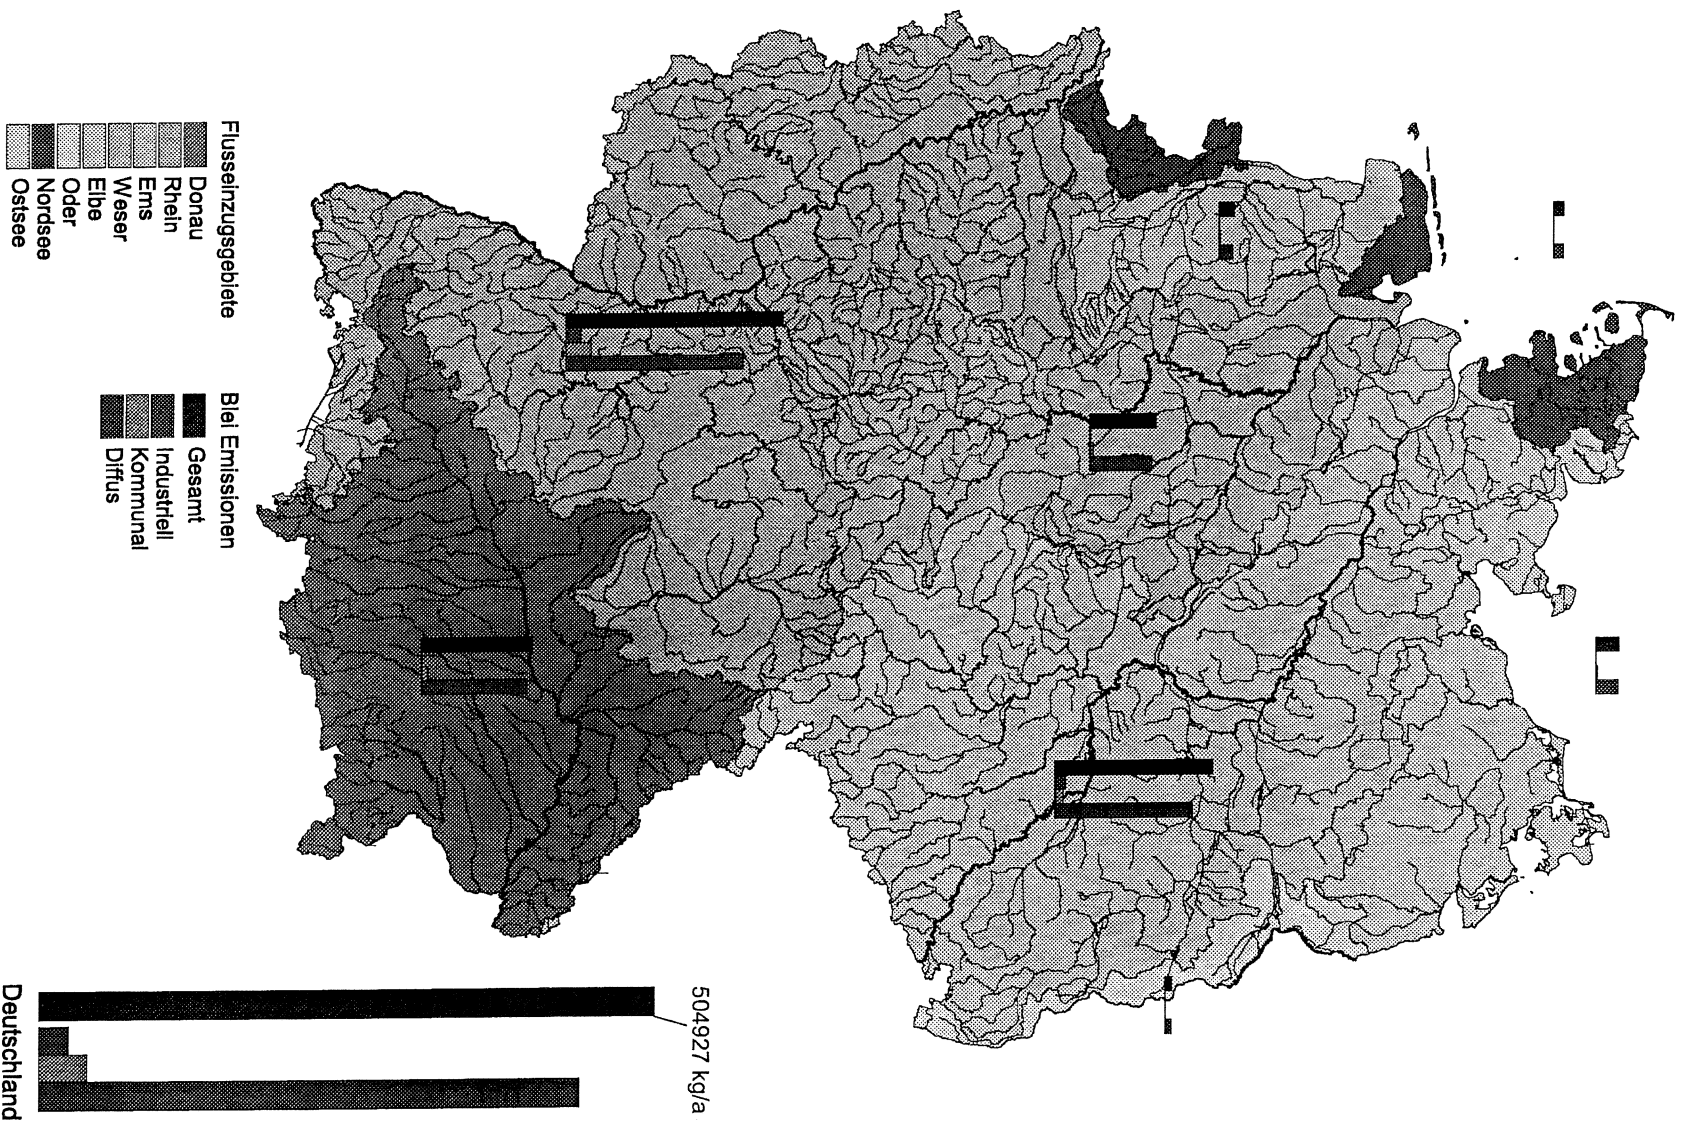 Flusseinzugsgebiete
Donau
Rhein
Ems
Weser
Elbe
Oder
Nordsee
Ostsee
Blei Emissionen
Gesamt
Industriell
Kommunal
Diffus
504927 kg/a
Deutschland